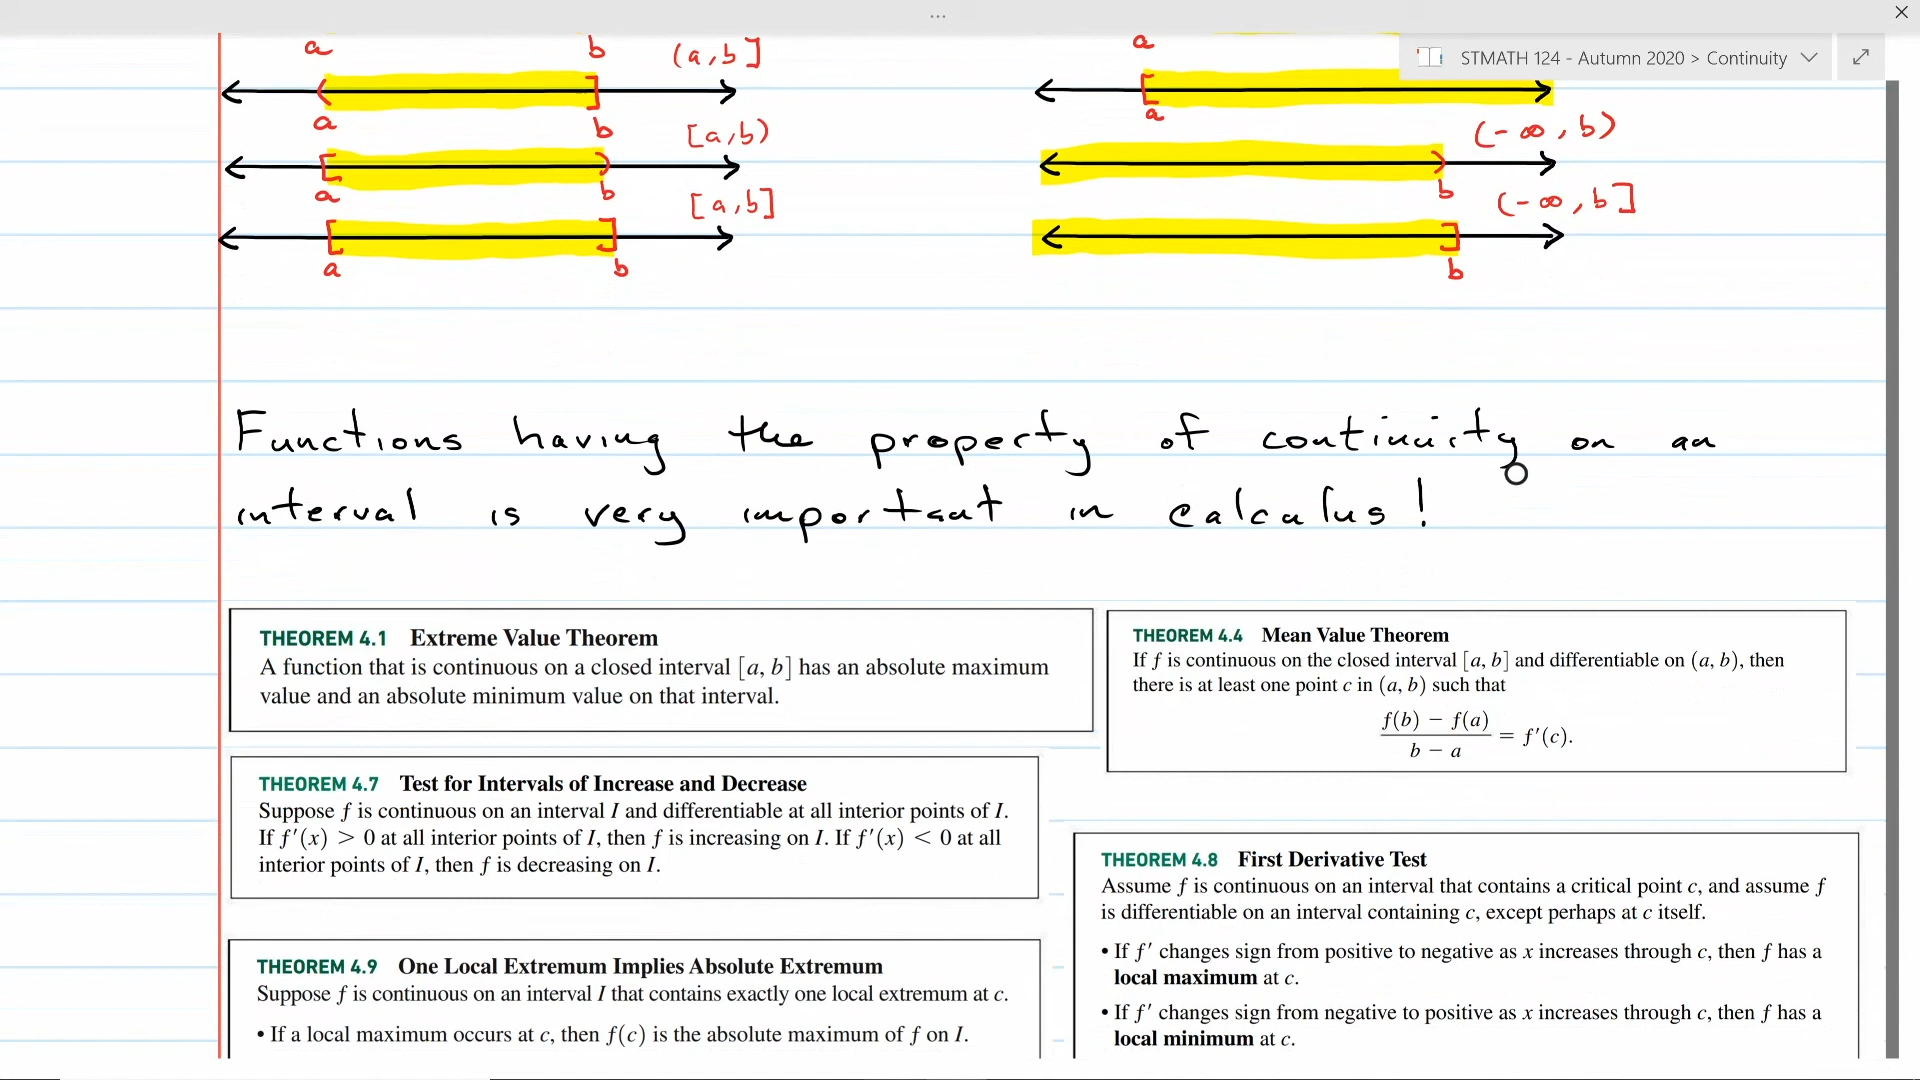 ...
STMATH 124 - Autumn 2020 > Continuity
a b (a,b] a
a b [a,b) a (-∞,b)
a b [a,b] b (-∞,b]
a b b
Functions having the property of continuity on an
interval is very important in calculus!
THEOREM 4.1 Extreme Value Theorem
A function that is continuous on a closed interval [a, b] has an absolute maximum
value and an absolute minimum value on that interval.
THEOREM 4.4 Mean Value Theorem
If f is continuous on the closed interval [a, b] and differentiable on (a, b), then
there is at least one point c in (a, b) such that
f(b) − f(a)
b − a
= f′(c).
THEOREM 4.7 Test for Intervals of Increase and Decrease
Suppose f is continuous on an interval I and differentiable at all interior points of I.
If f′(x) > 0 at all interior points of I, then f is increasing on I. If f′(x) < 0 at all
interior points of I, then f is decreasing on I.
THEOREM 4.8 First Derivative Test
Assume f is continuous on an interval that contains a critical point c, and assume f
is differentiable on an interval containing c, except perhaps at c itself.
• If f′ changes sign from positive to negative as x increases through c, then f has a
local maximum at c.
• If f′ changes sign from negative to positive as x increases through c, then f has a
local minimum at c.
THEOREM 4.9 One Local Extremum Implies Absolute Extremum
Suppose f is continuous on an interval I that contains exactly one local extremum at c.
• If a local maximum occurs at c, then f(c) is the absolute maximum of f on I.